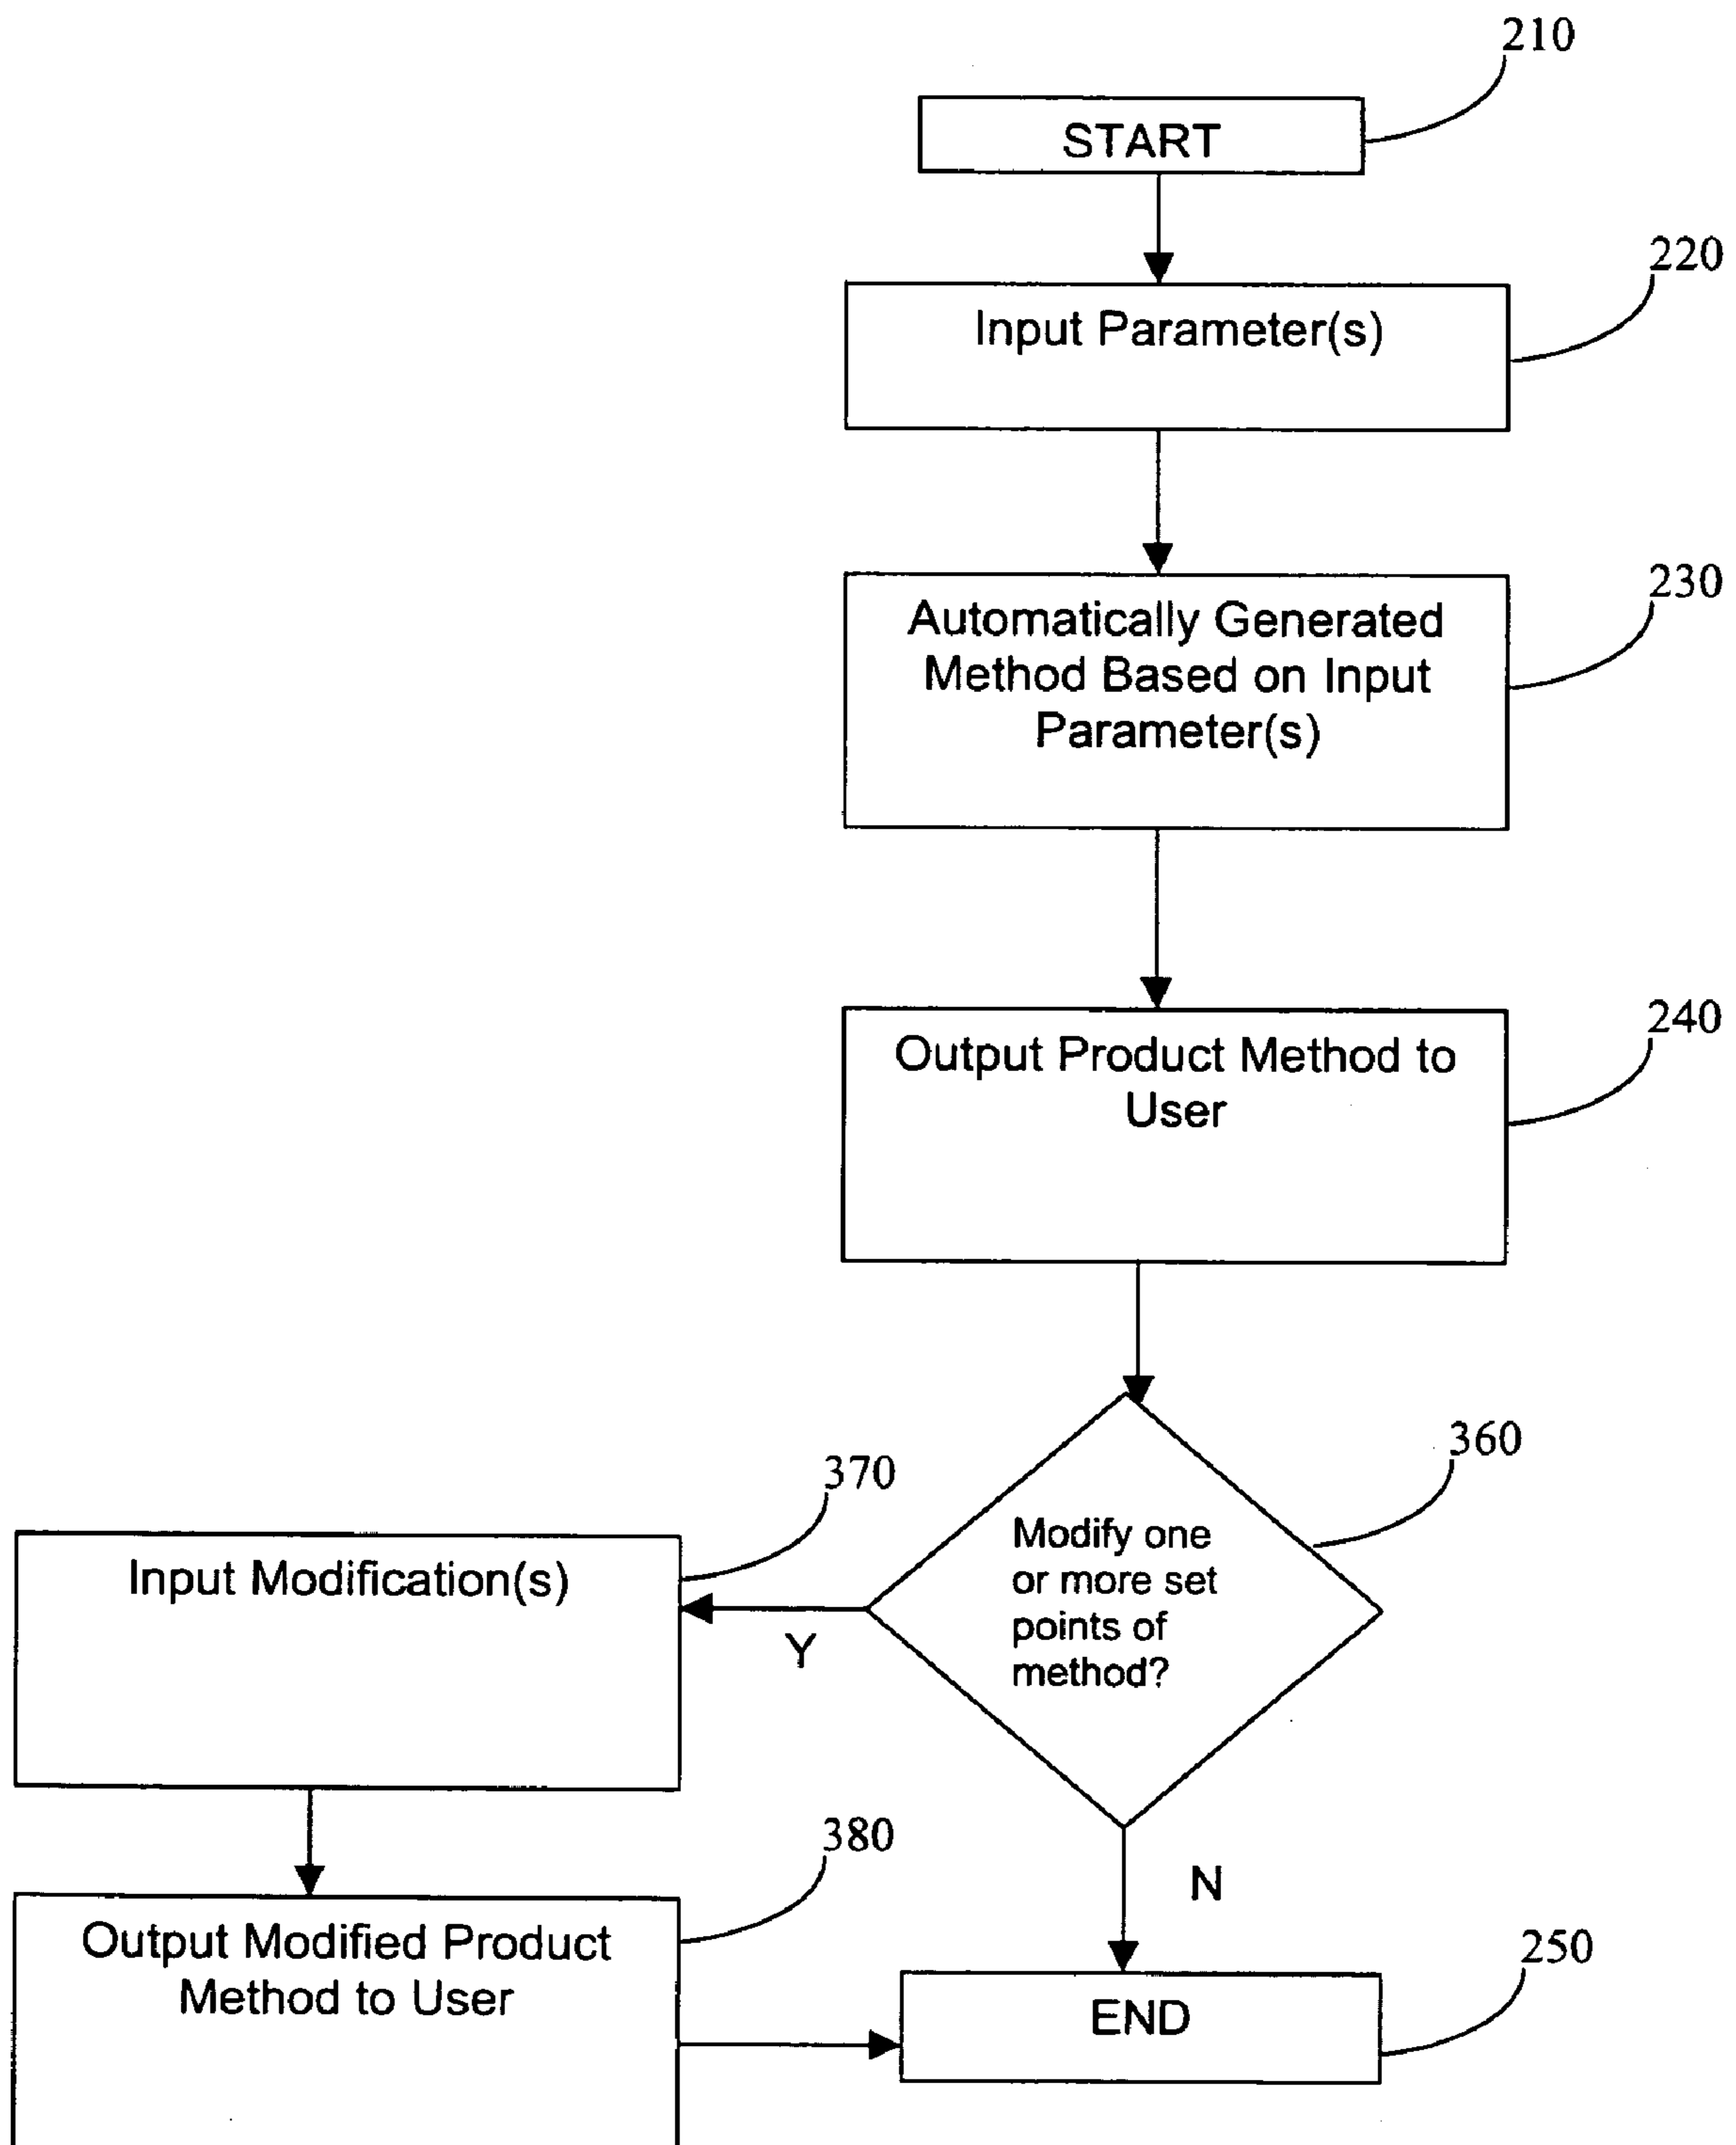 210
START
220
Input Parameter(s)
230
Automatically Generated
Method Based on Input
Parameter(s)
240
Output Product Method to
User
360
Modify one
or more set
points of
method?
370
Input Modification(s)
Y
380
Output Modified Product
Method to User
N
250
END